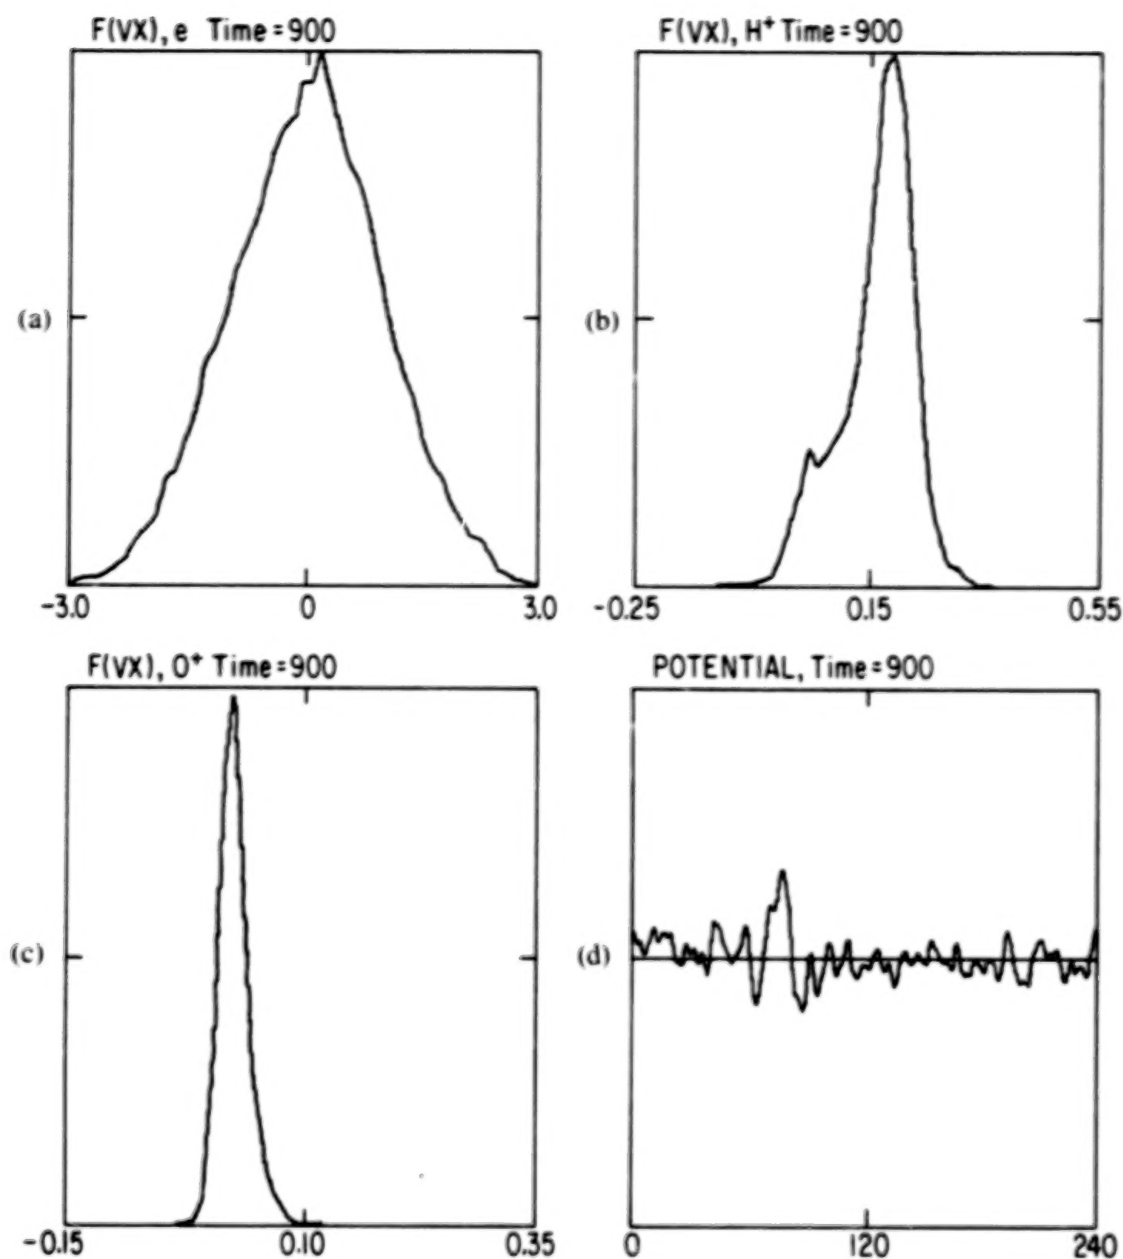 F(VX), e Time=900
(a)
-3.0 0 3.0
F(VX), H⁺ Time=900
(b)
-0.25 0.15 0.55
F(VX), O⁺ Time=900
(c)
-0.15 0.10 0.35
POTENTIAL, Time=900
(d)
0 120 240